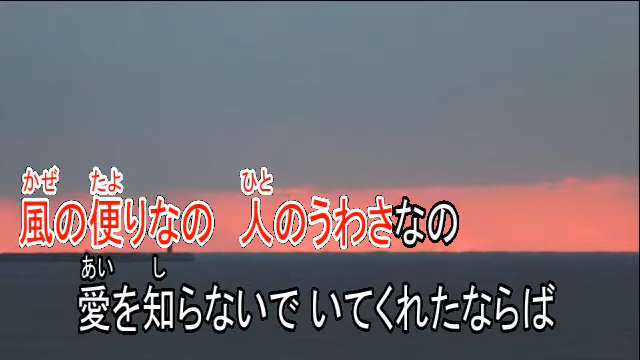 かぜ たよ ひと
風の便りなの 人のうわさなの
あい し
愛を知らないで いてくれたならば